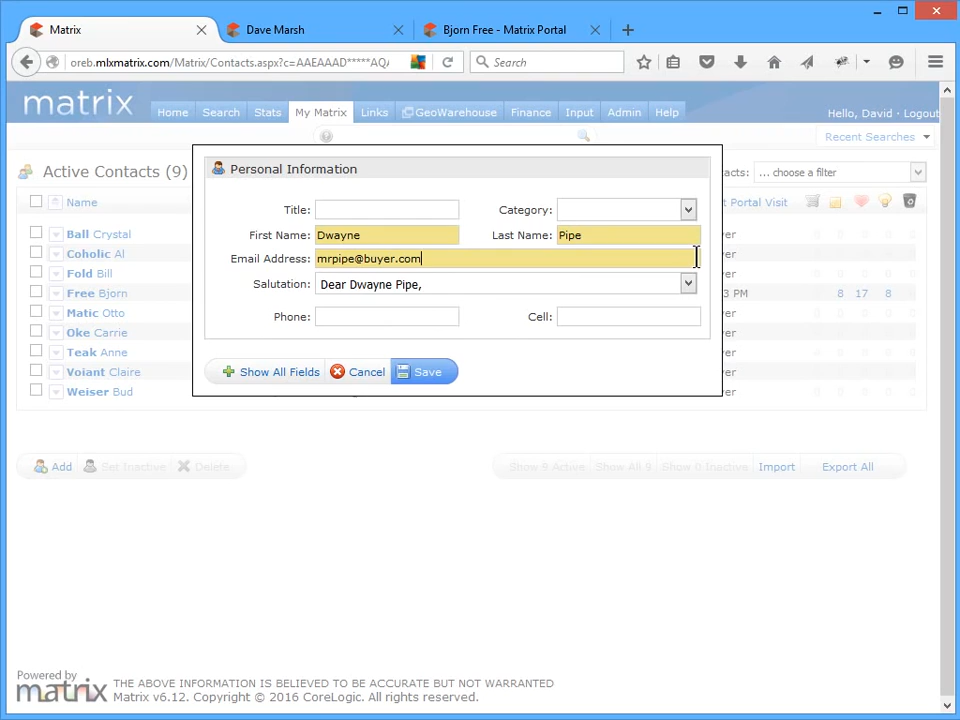 Matrix
Dave Marsh
Bjorn Free - Matrix Portal
oreb.mlxmatrix.com/Matrix/Contacts.aspx?c=AAEAAAD*****AQA
Search
matrix
Home Search Stats My Matrix Links GeoWarehouse Finance Input Admin Help
Hello, David · Logout
Recent Searches
Active Contacts (9)
tacts: ... choose a filter
Name
t Portal Visit
Ball Crystal
Coholic Al
Fold Bill
Free Bjorn
3 PM 8 17 8
Matic Otto
Oke Carrie
Teak Anne
Voiant Claire
Weiser Bud
Personal Information
Title:
Category:
First Name: Dwayne
Last Name: Pipe
Email Address: mrpipe@buyer.com
Salutation: Dear Dwayne Pipe,
Phone:
Cell:
Show All Fields Cancel Save
Add Set Inactive Delete
Show 9 Active Show All 9 Show 0 Inactive Import Export All
Powered by
matrix
THE ABOVE INFORMATION IS BELIEVED TO BE ACCURATE BUT NOT WARRANTED
Matrix v6.12. Copyright © 2016 CoreLogic. All rights reserved.